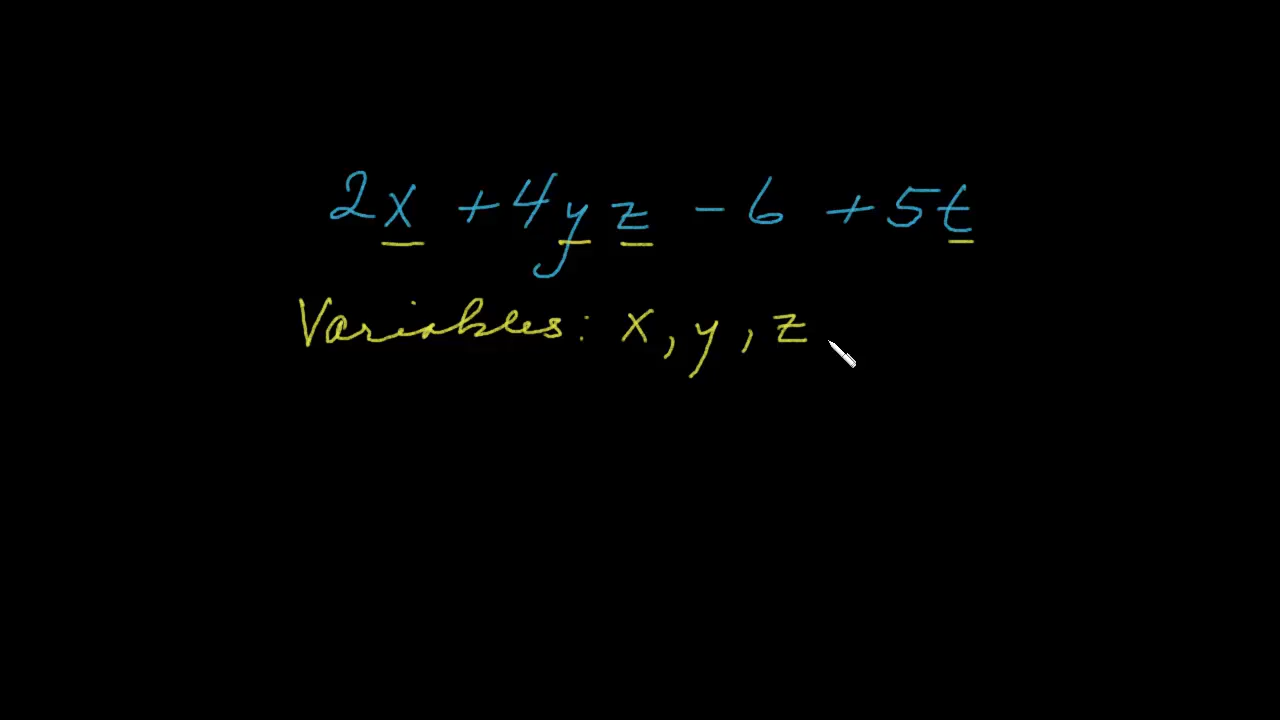 2x + 4yz - 6 + 5t
Variables: x, y, z